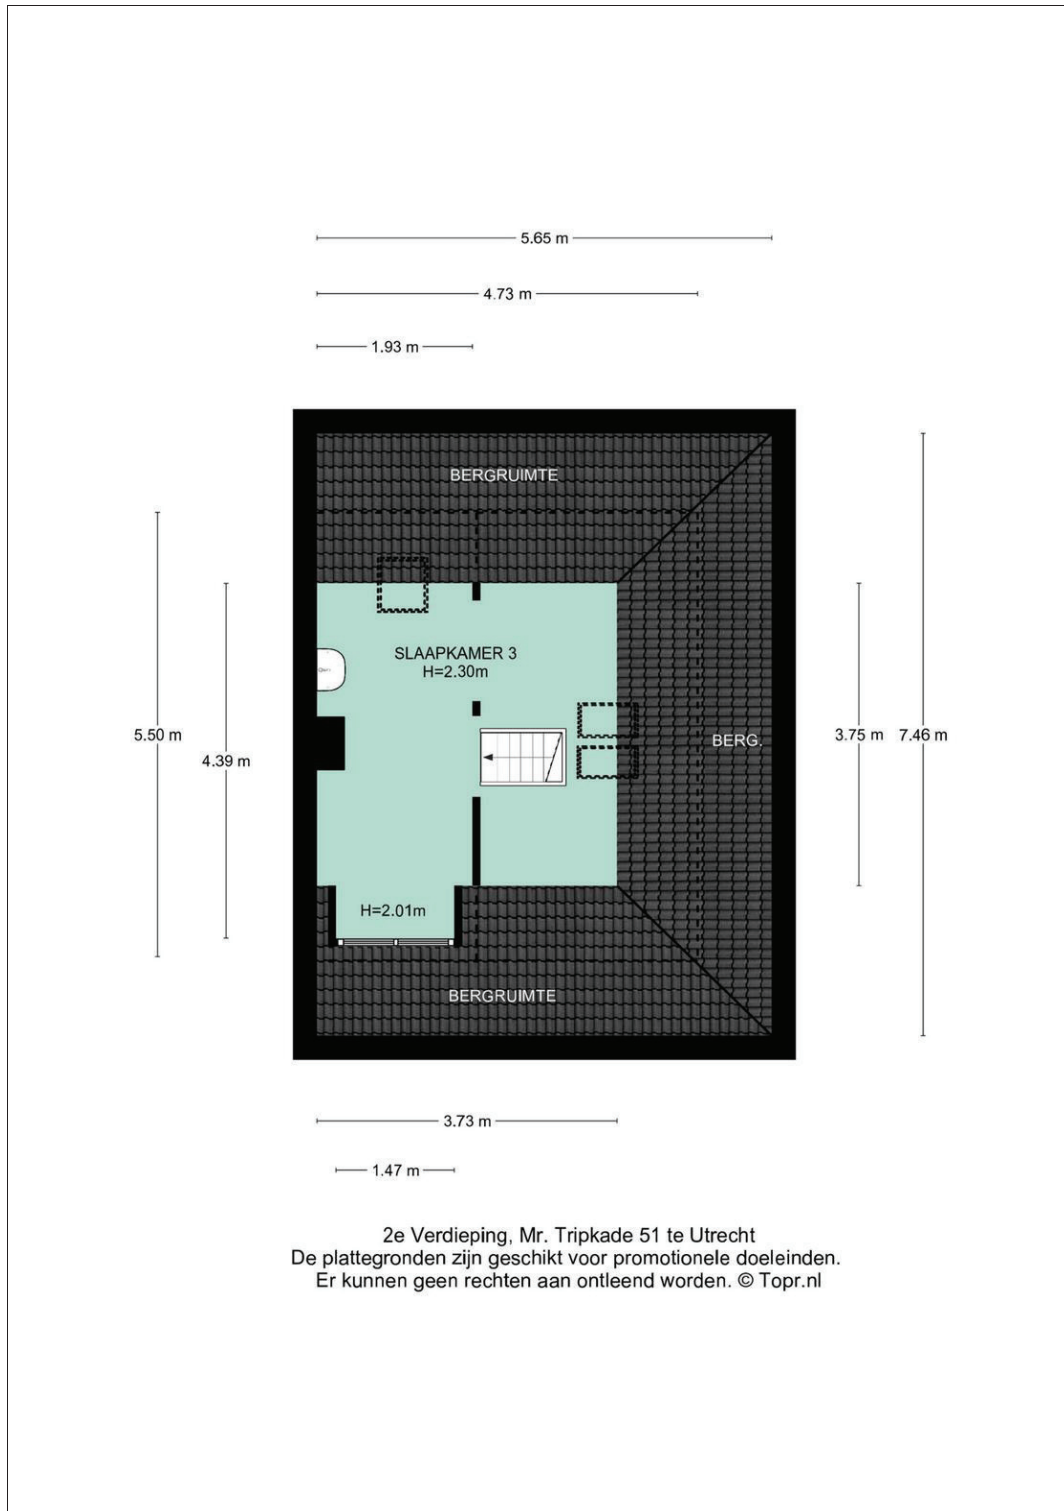 5.65 m
4.73 m
1.93 m
BERGRUIMTE
SLAAPKAMER 3
H=2.30m
5.50 m
4.39 m
BERG.
3.75 m
7.46 m
H=2.01m
BERGRUIMTE
3.73 m
1.47 m
2e Verdieping, Mr. Tripkade 51 te Utrecht
De plattegronden zijn geschikt voor promotionele doeleinden.
Er kunnen geen rechten aan ontleend worden. © Topr.nl